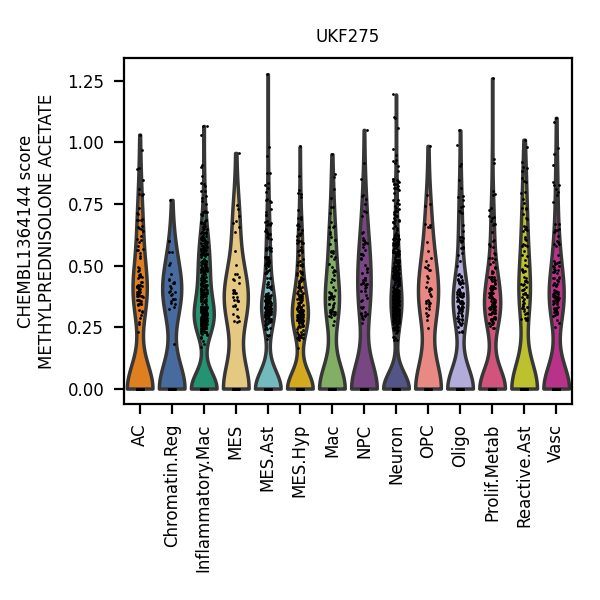 UKF275
CHEMBL1364144 score
METHYLPREDNISOLONE ACETATE
1.25
1.00
0.75
0.50
0.25
0.00
AC
Chromatin.Reg
Inflammatory.Mac
MES
MES.Ast
MES.Hyp
Mac
NPC
Neuron
OPC
Oligo
Prolif.Metab
Reactive.Ast
Vasc